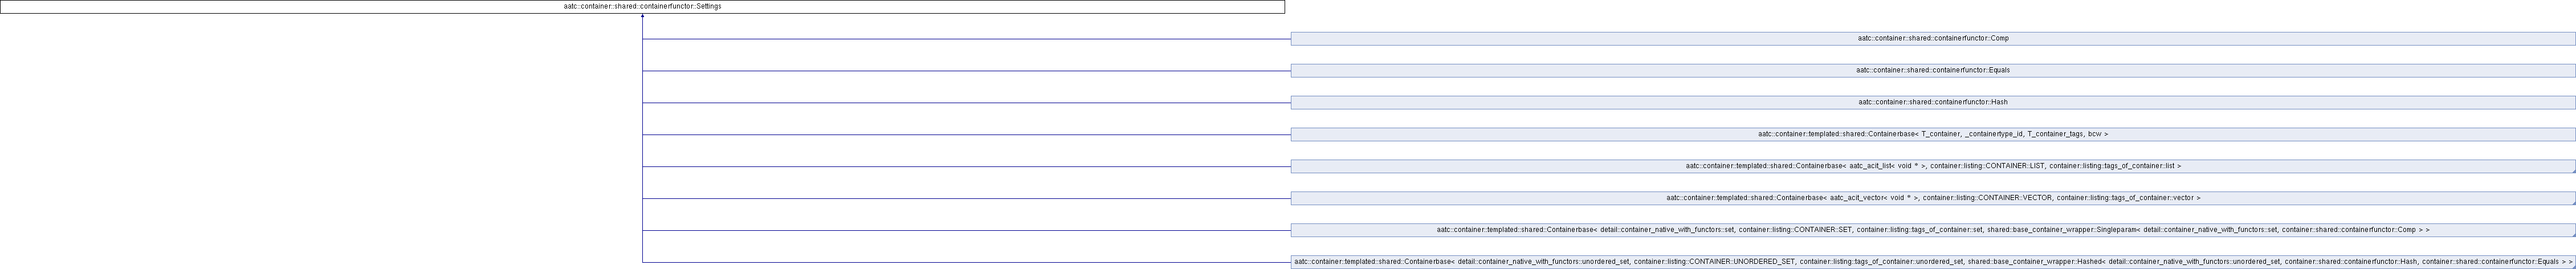 aatc::container::shared::containerfunctor::Settings
aatc::container::shared::containerfunctor::Comp
aatc::container::shared::containerfunctor::Equals
aatc::container::shared::containerfunctor::Hash
aatc::container::templated::shared::Containerbase< T_container, _containertype_id, T_container_tags, bcw >
aatc::container::templated::shared::Containerbase< aatc_acit_list< void * >, container::listing::CONTAINER::LIST, container::listing::tags_of_container::list >
aatc::container::templated::shared::Containerbase< aatc_acit_vector< void * >, container::listing::CONTAINER::VECTOR, container::listing::tags_of_container::vector >
aatc::container::templated::shared::Containerbase< detail::container_native_with_functors::set, container::listing::CONTAINER::SET, container::listing::tags_of_container::set, shared::base_container_wrapper::Singleparam< detail::container_native_with_functors::set, container::shared::containerfunctor::Comp > >
aatc::container::templated::shared::Containerbase< detail::container_native_with_functors::unordered_set, container::listing::CONTAINER::UNORDERED_SET, container::listing::tags_of_container::unordered_set, shared::base_container_wrapper::Hashed< detail::container_native_with_functors::unordered_set, container::shared::containerfunctor::Hash, container::shared::containerfunctor::Equals > >